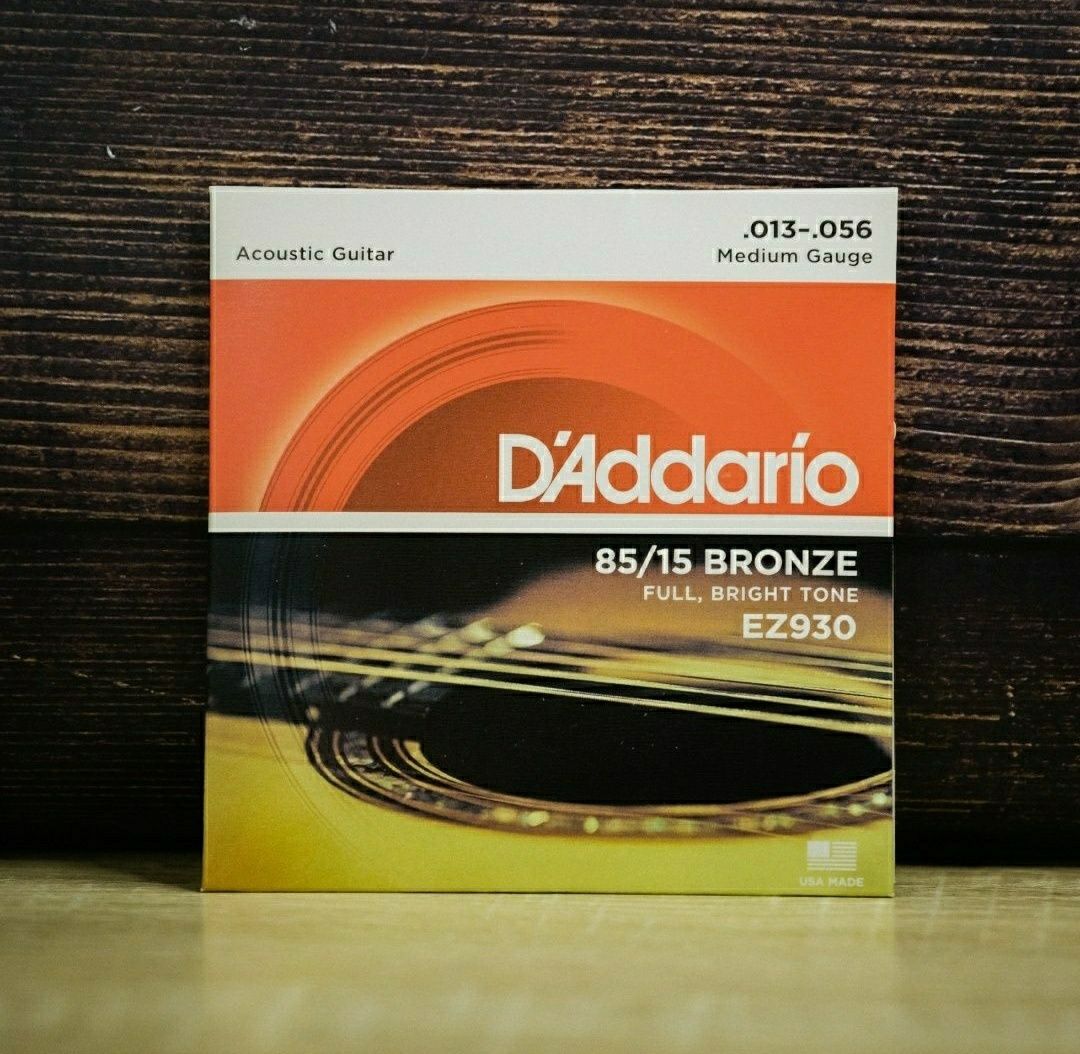 .013–.056
Acoustic Guitar
Medium Gauge
D'Addario
85/15 BRONZE
FULL, BRIGHT TONE
EZ930
USA MADE